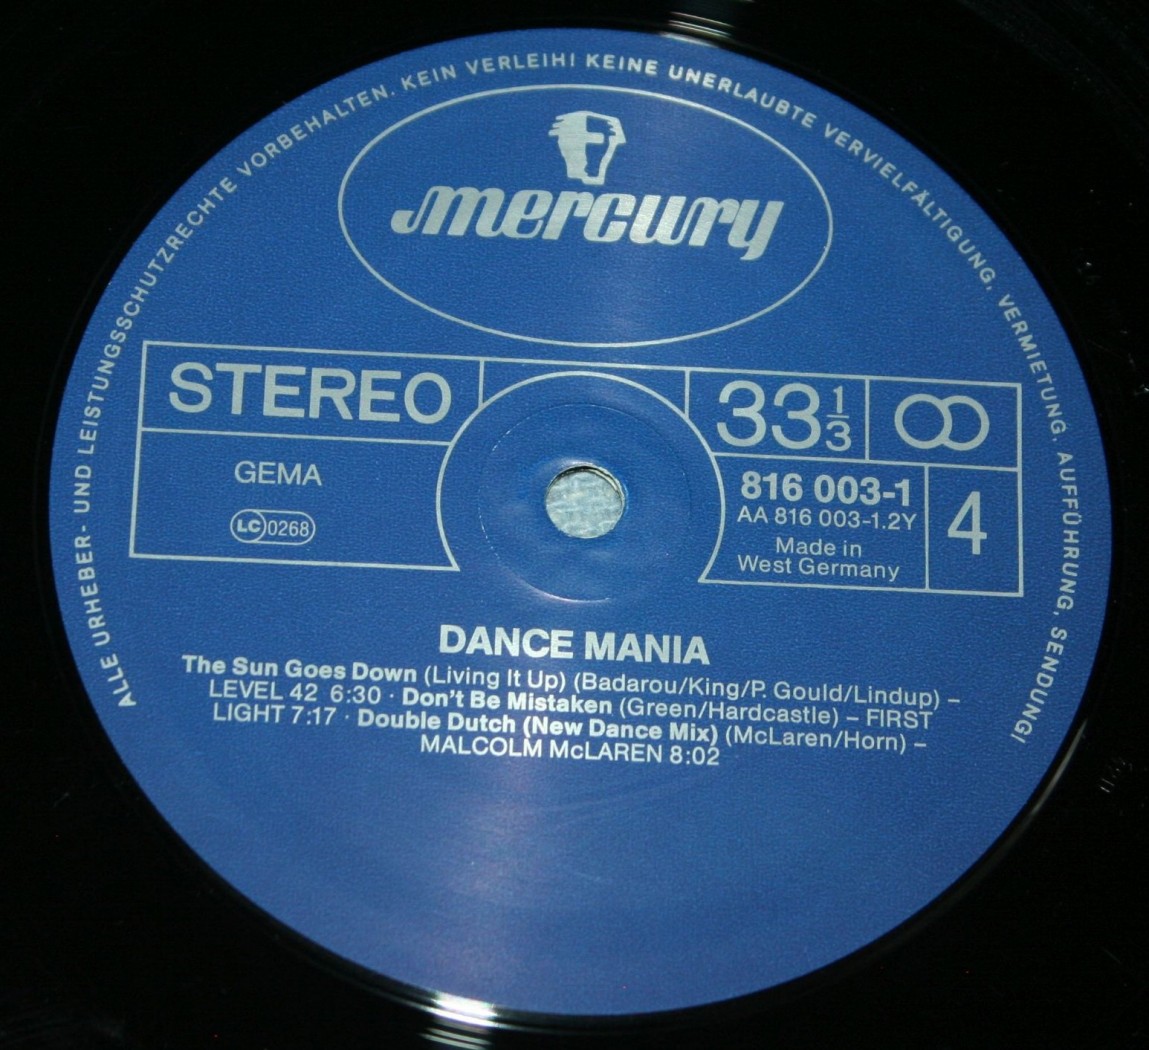 ALLE URHEBER- UND LEISTUNGSSCHUTZRECHTE VORBEHALTEN. KEIN VERLEIH! KEINE UNERLAUBTE VERVIELFÄLTIGUNG, VERMIETUNG, AUFFÜHRUNG, SENDUNG!
mercury
STEREO
33 1/3
GEMA
LC 0268
816 003-1
AA 816 003-1.2Y
Made in
West Germany
4
DANCE MANIA
The Sun Goes Down (Living It Up) (Badarou/King/P. Gould/Lindup) –
LEVEL 42 6:30 · Don't Be Mistaken (Green/Hardcastle) – FIRST
LIGHT 7:17 · Double Dutch (New Dance Mix) (McLaren/Horn) –
MALCOLM McLAREN 8:02